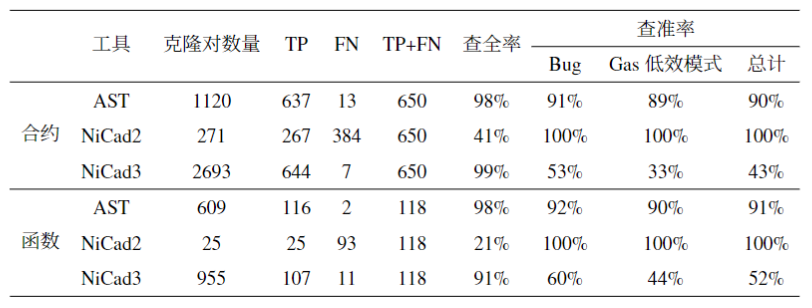 查准率
工具 克隆对数量 TP FN TP+FN 查全率
Bug Gas 低效模式 总计
AST 1120 637 13 650 98% 91% 89% 90%
合约 NiCad2 271 267 384 650 41% 100% 100% 100%
NiCad3 2693 644 7 650 99% 53% 33% 43%
AST 609 116 2 118 98% 92% 90% 91%
函数 NiCad2 25 25 93 118 21% 100% 100% 100%
NiCad3 955 107 11 118 91% 60% 44% 52%